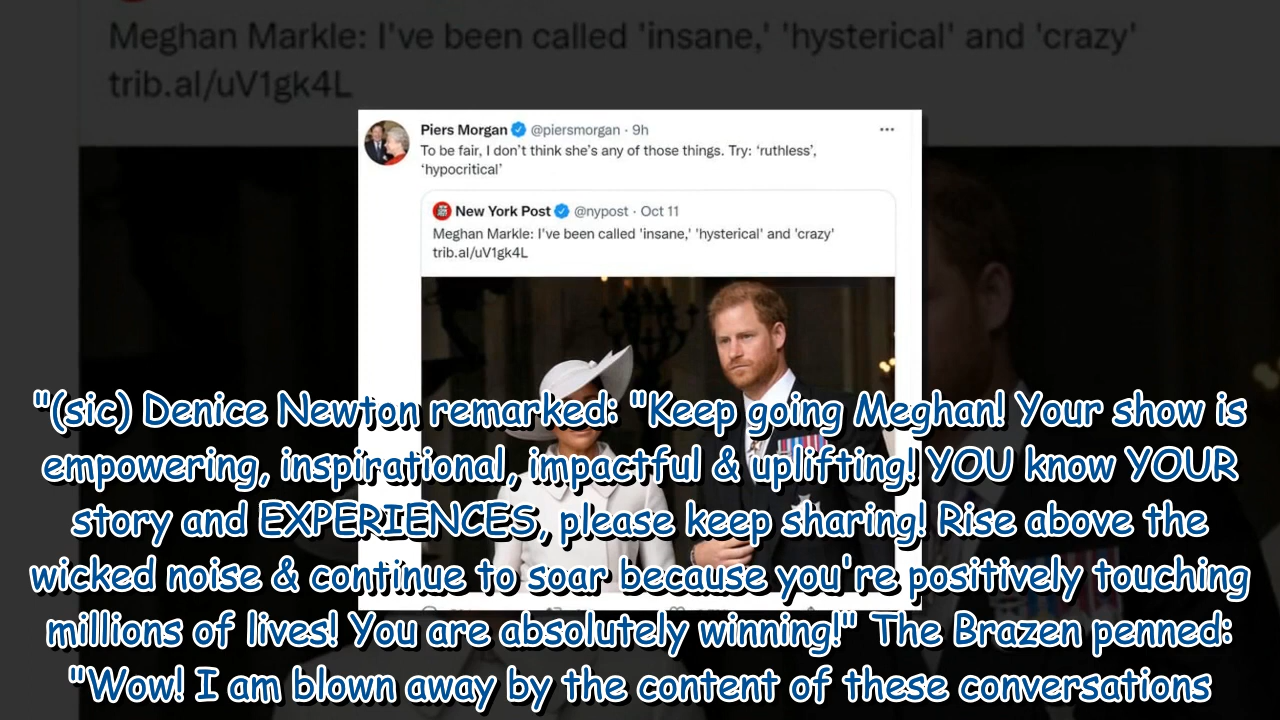 Meghan Markle: I've been called 'insane,' 'hysterical' and 'crazy'
trib.al/uV1gk4L
Piers Morgan @piersmorgan · 9h
To be fair, I don't think she's any of those things. Try: 'ruthless',
'hypocritical'
New York Post @nypost · Oct 11
Meghan Markle: I've been called 'insane,' 'hysterical' and 'crazy'
trib.al/uV1gk4L
"(sic) Denice Newton remarked: "Keep going Meghan! Your show is
empowering, inspirational, impactful & uplifting! YOU know YOUR
story and EXPERIENCES, please keep sharing! Rise above the
wicked noise & continue to soar because you're positively touching
millions of lives! You are absolutely winning!" The Brazen penned:
"Wow! I am blown away by the content of these conversations